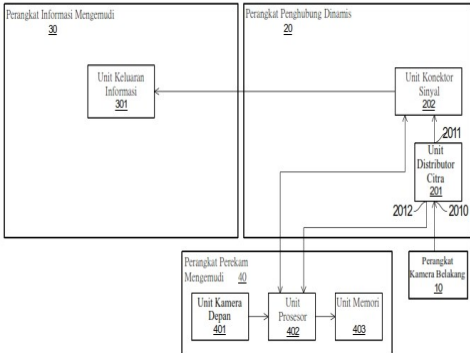 Perangkat Informasi Mengemudi
30
Unit Keluaran
Informasi
301
Perangkat Penghubung Dinamis
20
Unit Konektor
Sinyal
202
2011
Unit
Distributor
Citra
201
2012
2010
Perangkat
Kamera Belakang
10
Perangkat Perekam
Mengemudi 40
Unit Kamera
Depan
401
Unit
Prosesor
402
Unit Memori
403